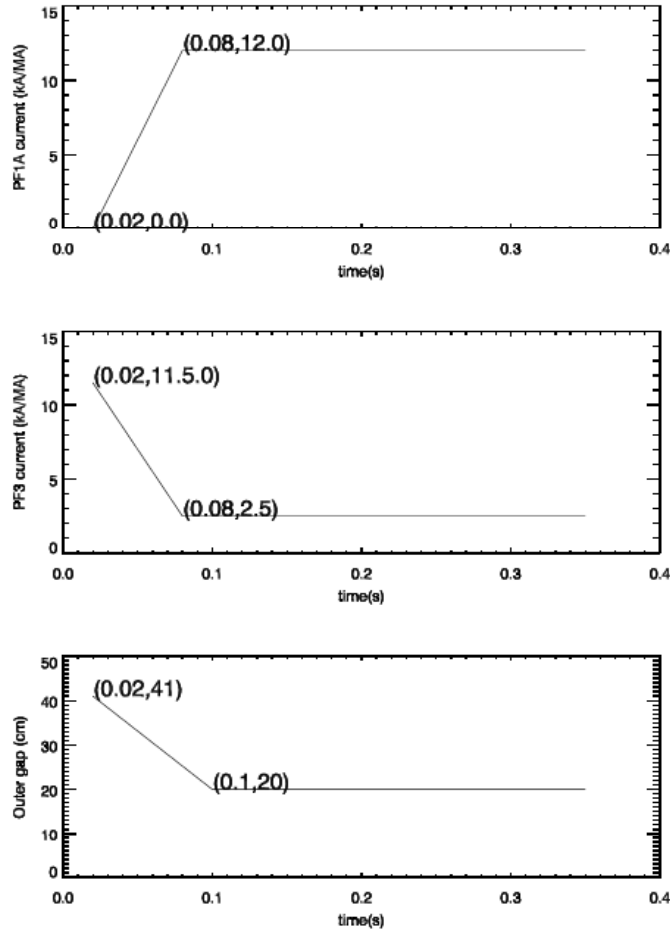 15
(0.08,12.0)
10
PF1A current (kA/MA)
5
0
(0.02,0.0)
0.0 0.1 0.2 0.3 0.4
time(s)
15
(0.02,11.5.0)
10
PF3 current (kA/MA)
5
(0.08,2.5)
0
0.0 0.1 0.2 0.3 0.4
time(s)
50
(0.02,41)
40
30
Outer gap (cm)
20
(0.1,20)
10
0
0.0 0.1 0.2 0.3 0.4
time(s)